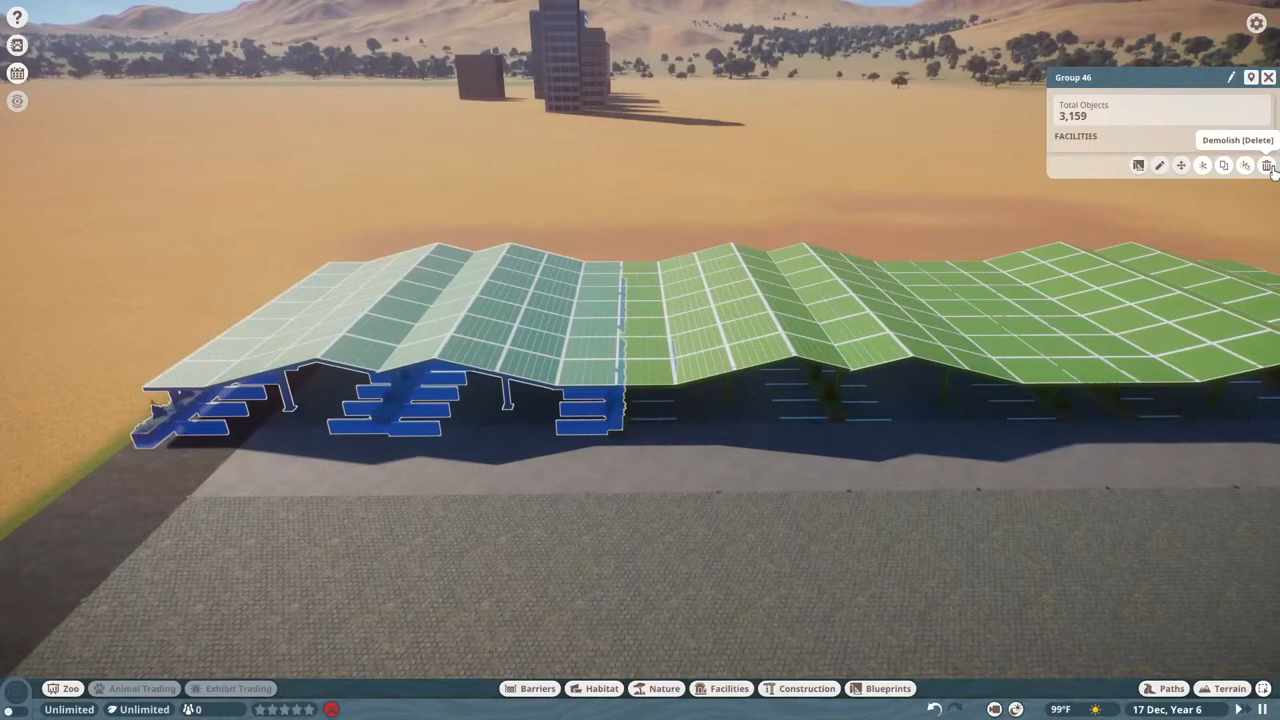 ?
Group 46
Total Objects
3,159
FACILITIES
Demolish [Delete]
Zoo
Animal Trading
Exhibit Trading
Barriers
Habitat
Nature
Facilities
Construction
Blueprints
Paths
Terrain
Unlimited
Unlimited
0
99°F
17 Dec, Year 6